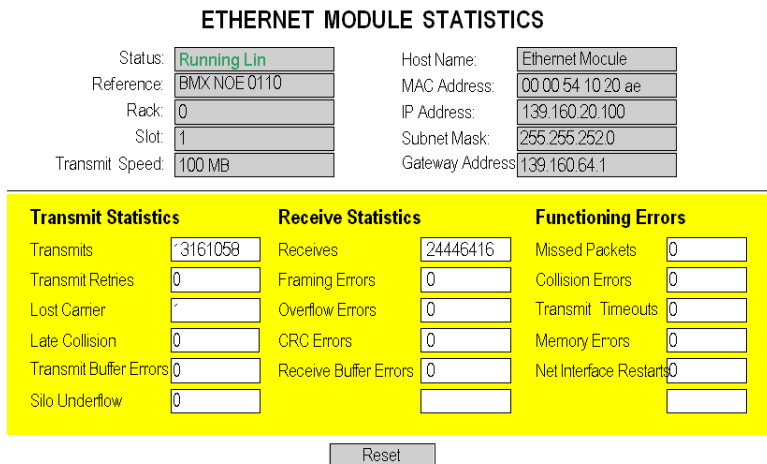 ETHERNET MODULE STATISTICS
Status: Running Lin
Reference: BMX NOE 0110
Rack: 0
Slot: 1
Transmit Speed: 100 MB
Host Name: Ethernet Mocule
MAC Address: 00 00 54 10 20 ae
IP Address: 139.160.20.100
Subnet Mask: 255.255.252.0
Gateway Address 139.160.64.1
Transmit Statistics
Transmits 3161058
Transmit Retries 0
Lost Carrier
Late Collision 0
Transmit Buffer Errors 0
Silo Underflow 0
Receive Statistics
Receives 24446416
Framing Errors 0
Overflow Errors 0
CRC Errors 0
Receive Buffer Errors 0
Functioning Errors
Missed Packets 0
Collision Errors 0
Transmit Timeouts 0
Memory Errors 0
Net Interface Restarts 0
Reset